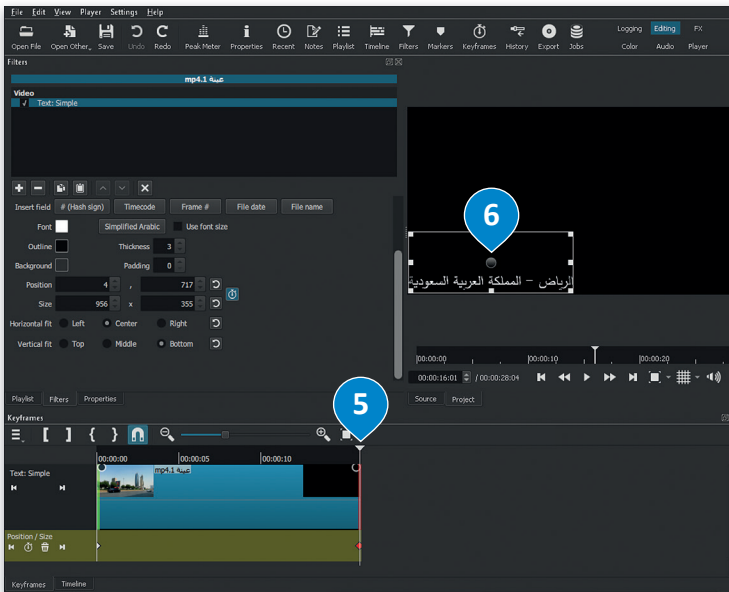 File Edit View Player Settings Help
Open File Open Other.. Save Undo Redo Peak Meter Properties Recent Notes Playlist Timeline Filters Markers Keyframes History Export Jobs
Logging Editing FX
Color Audio Player
Filters
عينة 1.mp4
Video
Text: Simple
Insert field # (Hash sign) Timecode Frame # File date File name
Font Simplified Arabic Use font size
Outline Thickness 3
Background Padding 0
Position 4 , 717
Size 956 x 355
Horizontal fit Left Center Right
Vertical fit Top Middle Bottom
6
الرياض – المملكة العربية السعودية
00:00:00 00:00:10 00:00:20
00:00:16:01 / 00:00:28:04
Playlist Filters Properties
Source Project
5
Keyframes
00:00:00 00:00:05 00:00:10
Text: Simple
عينة 1.mp4
Position / Size
Keyframes Timeline